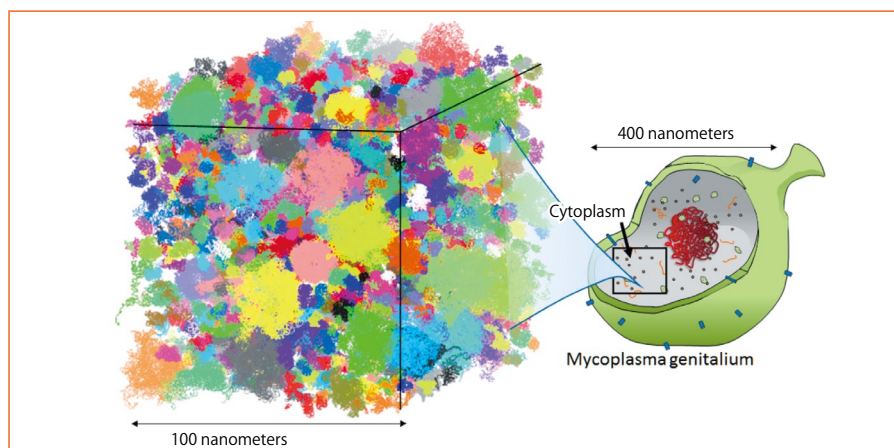 400 nanometers
Cytoplasm
Mycoplasma genitalium
100 nanometers